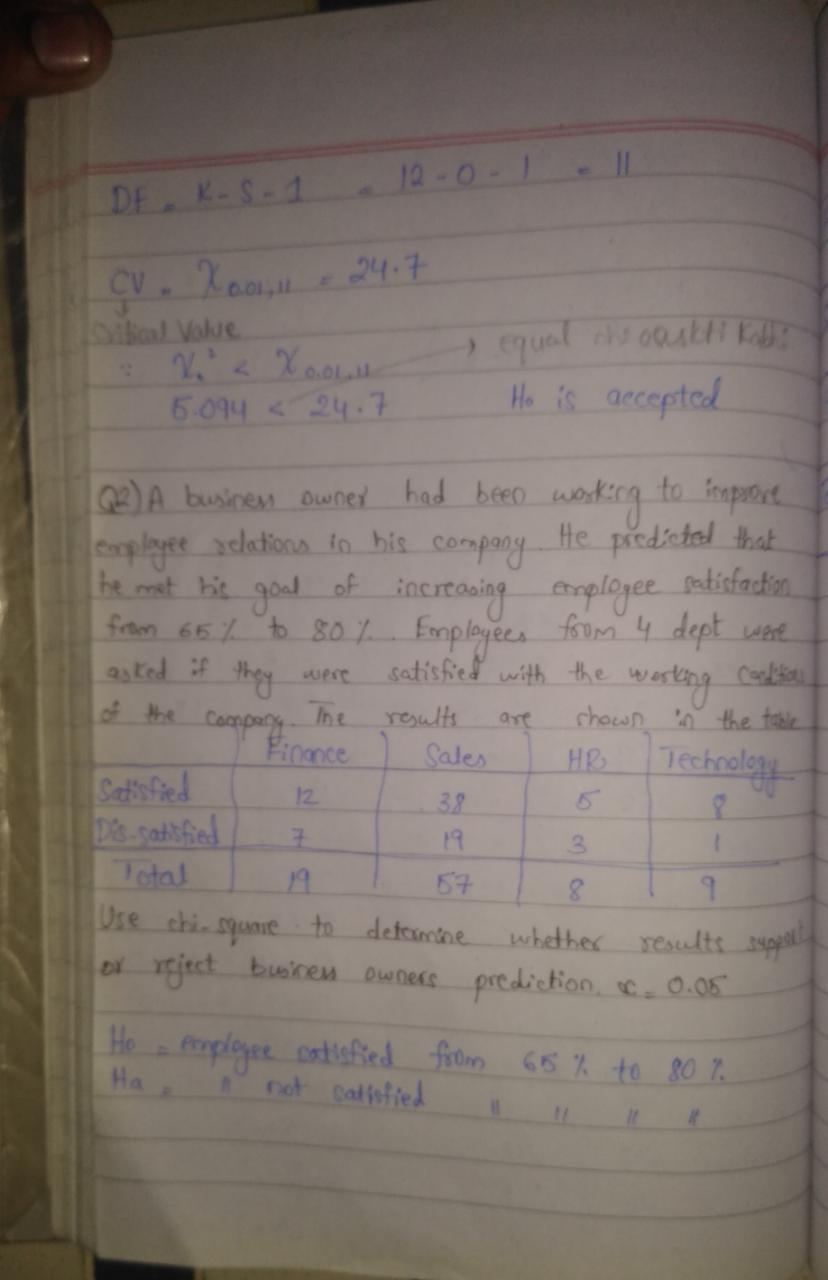 DF = K - S - 1 = 12 - 0 - 1 = 11
CV = X 0.01, 11 = 24.7
Critical Value
→ equal
∵ X.² < X 0.01, 11
5.094 < 24.7 Ho is accepted
Q2) A business owner had been working to improve
employee relations in his company. He predicted that
he met his goal of increasing employee satisfaction
from 65 % to 80 %. Employees from 4 dept were
asked if they were satisfied with the working conditions
of the company. The results are shown in the table
Finance Sales HR Technology
Satisfied 12 38 5 8
Dis-satisfied 7 19 3 1
Total 19 57 8 9
Use chi-square to determine whether results support
or reject business owners prediction. ∝ = 0.05
Ho = employee satisfied from 65 % to 80 %
Ha = " not satisfied " " " "